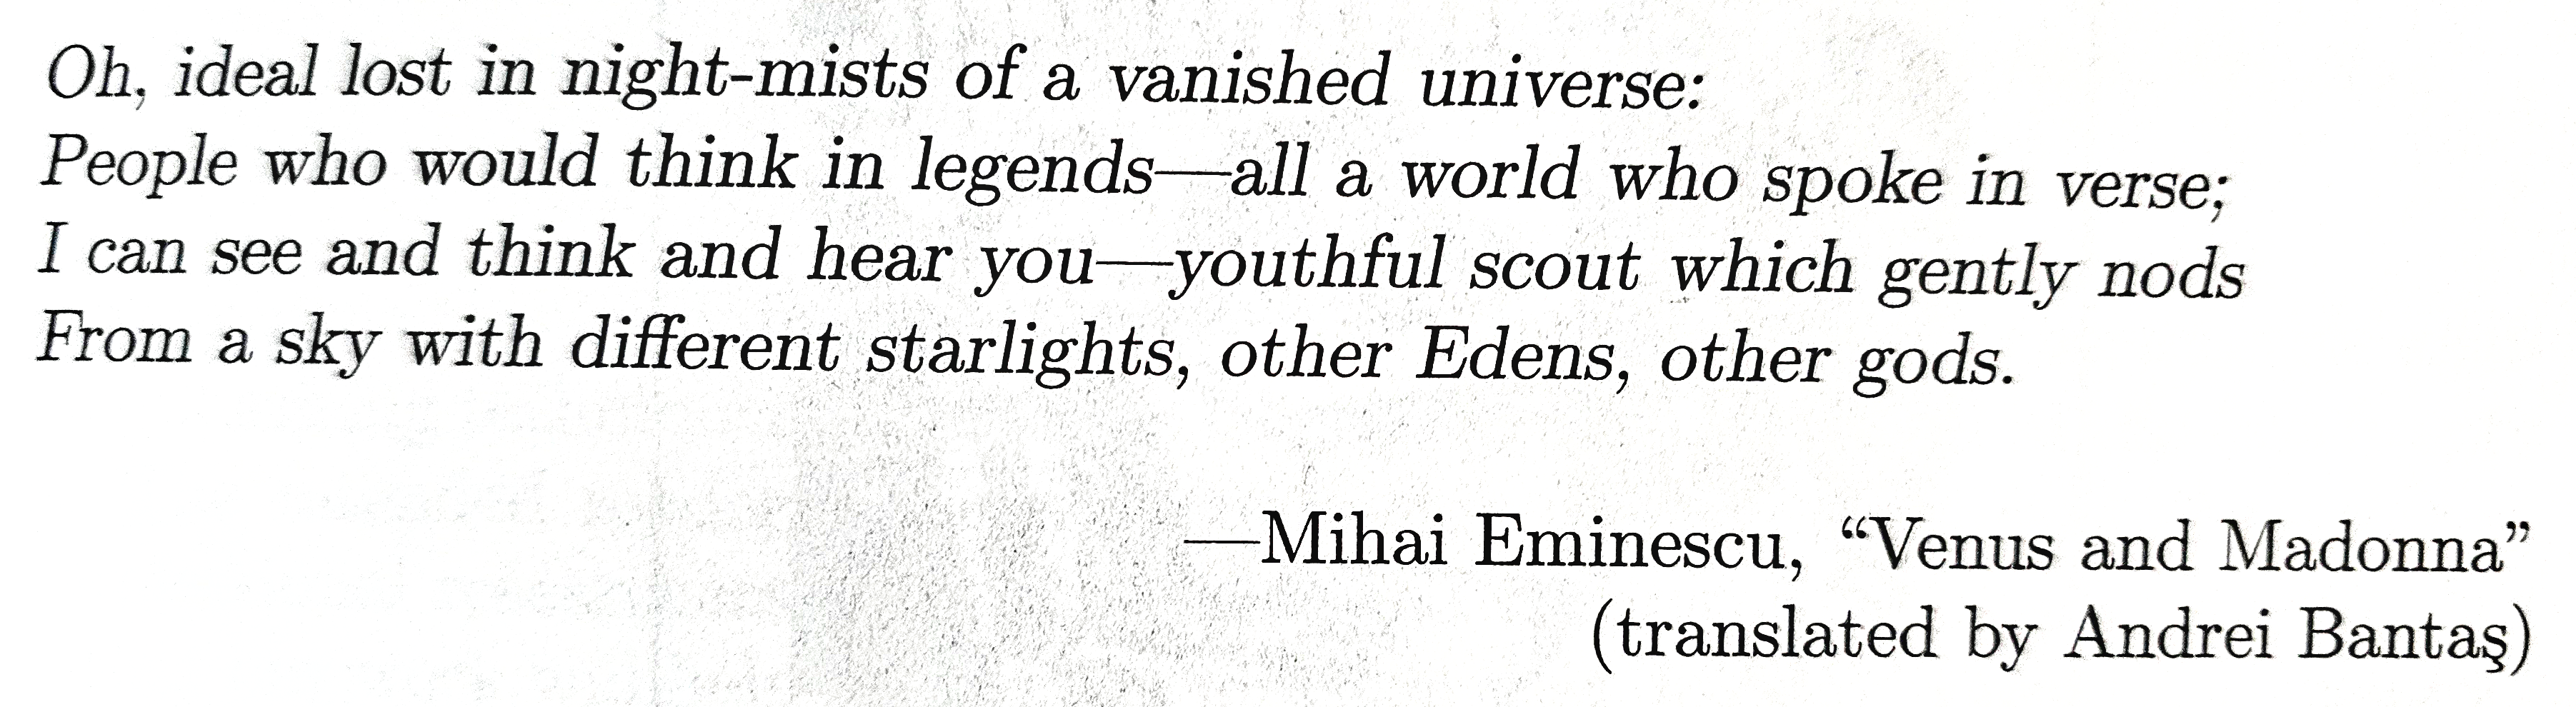 Oh, ideal lost in night-mists of a vanished universe:
People who would think in legends—all a world who spoke in verse;
I can see and think and hear you—youthful scout which gently nods
From a sky with different starlights, other Edens, other gods.
—Mihai Eminescu, “Venus and Madonna”
(translated by Andrei Bantaş)